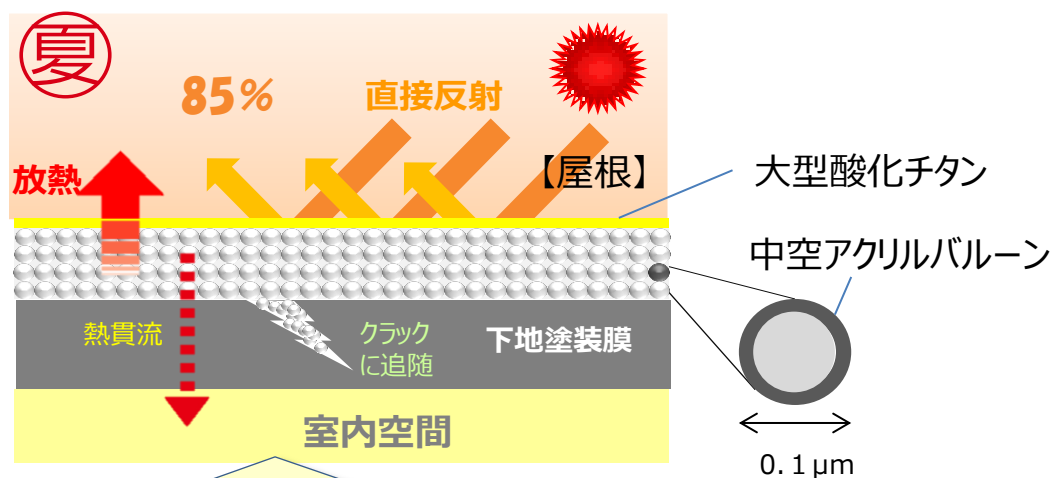 夏
85%
直接反射
放熱
【屋根】
大型酸化チタン
中空アクリルバルーン
熱貫流
クラック
に追随
下地塗装膜
室内空間
0.1μm